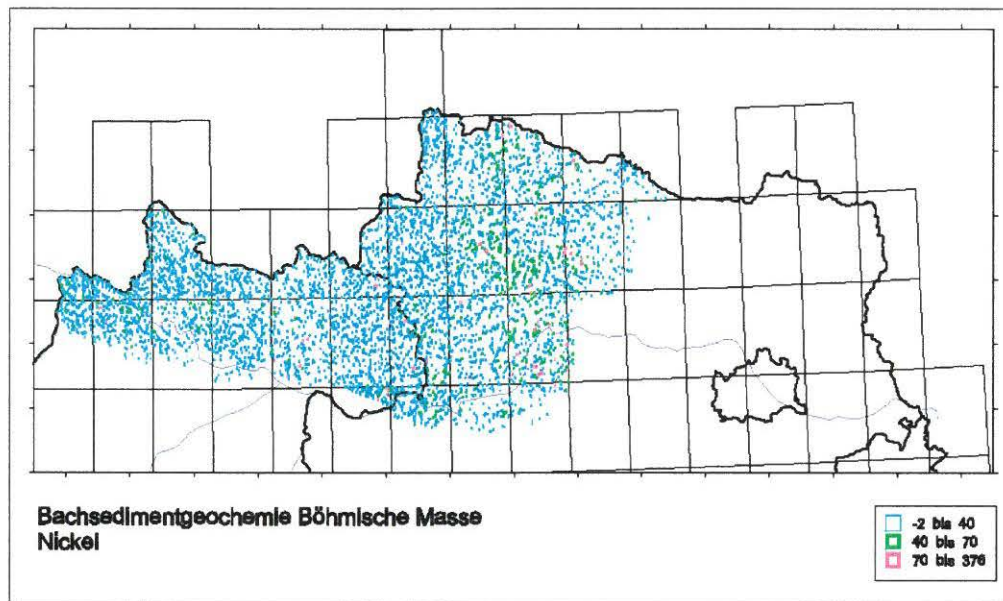 Bachsedimentgeochemie Böhmische Masse
Nickel
-2 bis 40
40 bis 70
70 bis 376